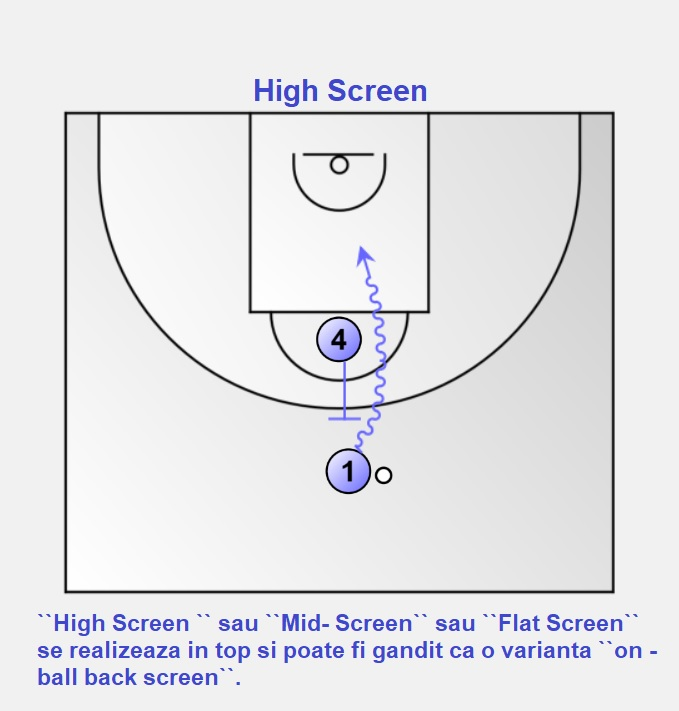 High Screen
4
1
``High Screen `` sau ``Mid- Screen`` sau ``Flat Screen``
se realizeaza in top si poate fi gandit ca o varianta ``on -
ball back screen``.